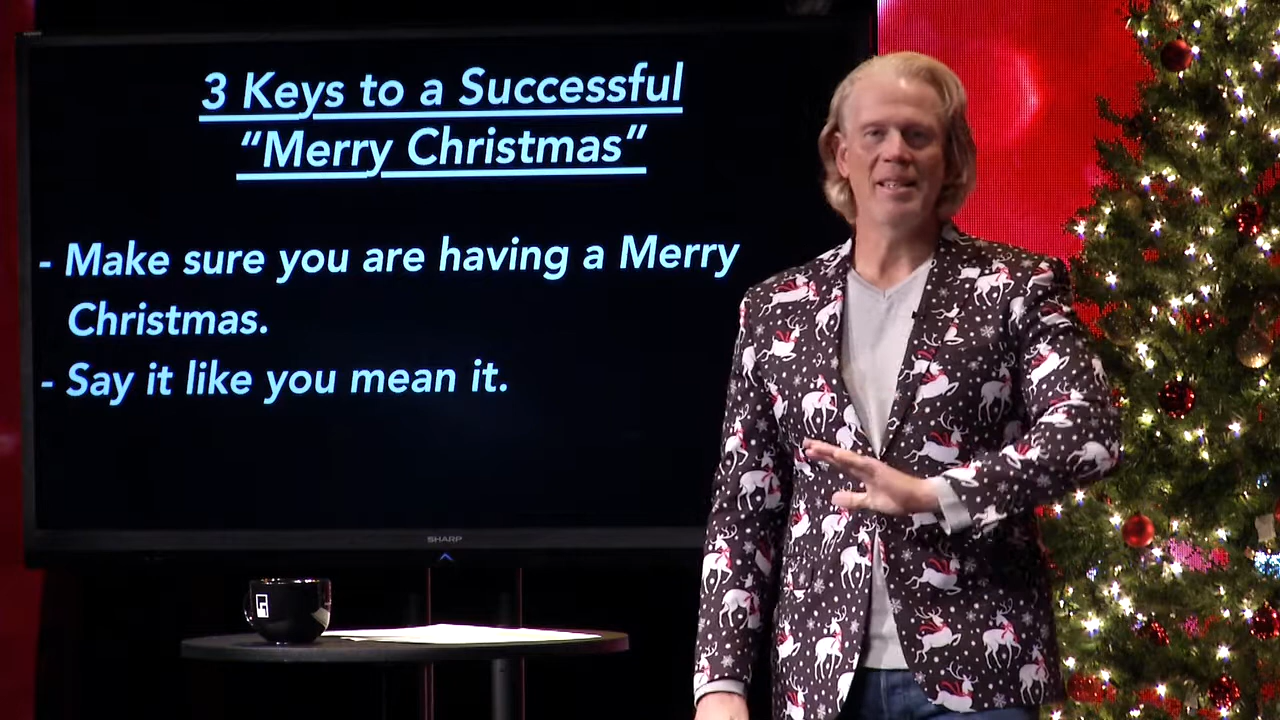 3 Keys to a Successful
“Merry Christmas”
- Make sure you are having a Merry
Christmas.
- Say it like you mean it.
SHARP